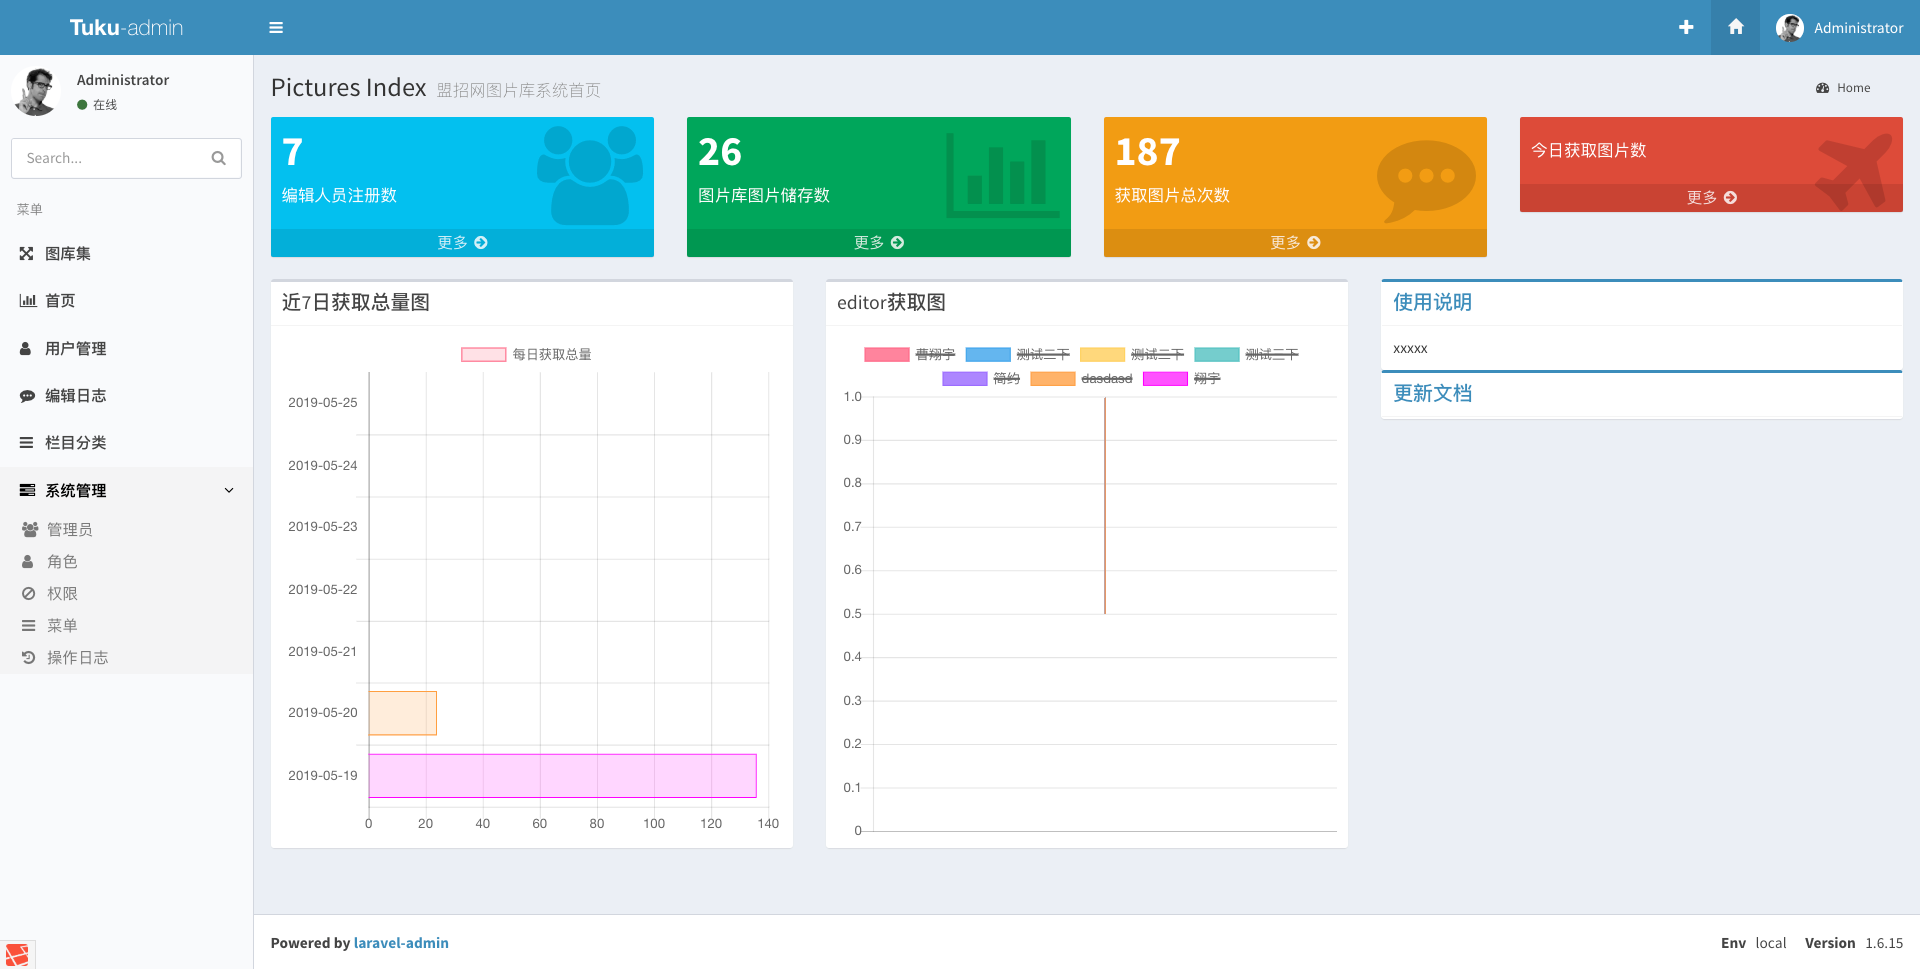 Tuku-admin
Administrator
Administrator
在线
Search...
菜单
图库集
首页
用户管理
编辑日志
栏目分类
系统管理
管理员
角色
权限
菜单
操作日志
Pictures Index 盟招网图片库系统首页
Home
7
编辑人员注册数
更多
26
图片库图片储存数
更多
187
获取图片总次数
更多
今日获取图片数
更多
近7日获取总量图
每日获取总量
2019-05-25
2019-05-24
2019-05-23
2019-05-22
2019-05-21
2019-05-20
2019-05-19
0 20 40 60 80 100 120 140
editor获取图
曹翔宇 测试二下 测试二下 测试二下
简约 dasdasd 翔宇
1.0
0.9
0.8
0.7
0.6
0.5
0.4
0.3
0.2
0.1
0
使用说明
xxxxx
更新文档
Powered by laravel-admin
Env local Version 1.6.15